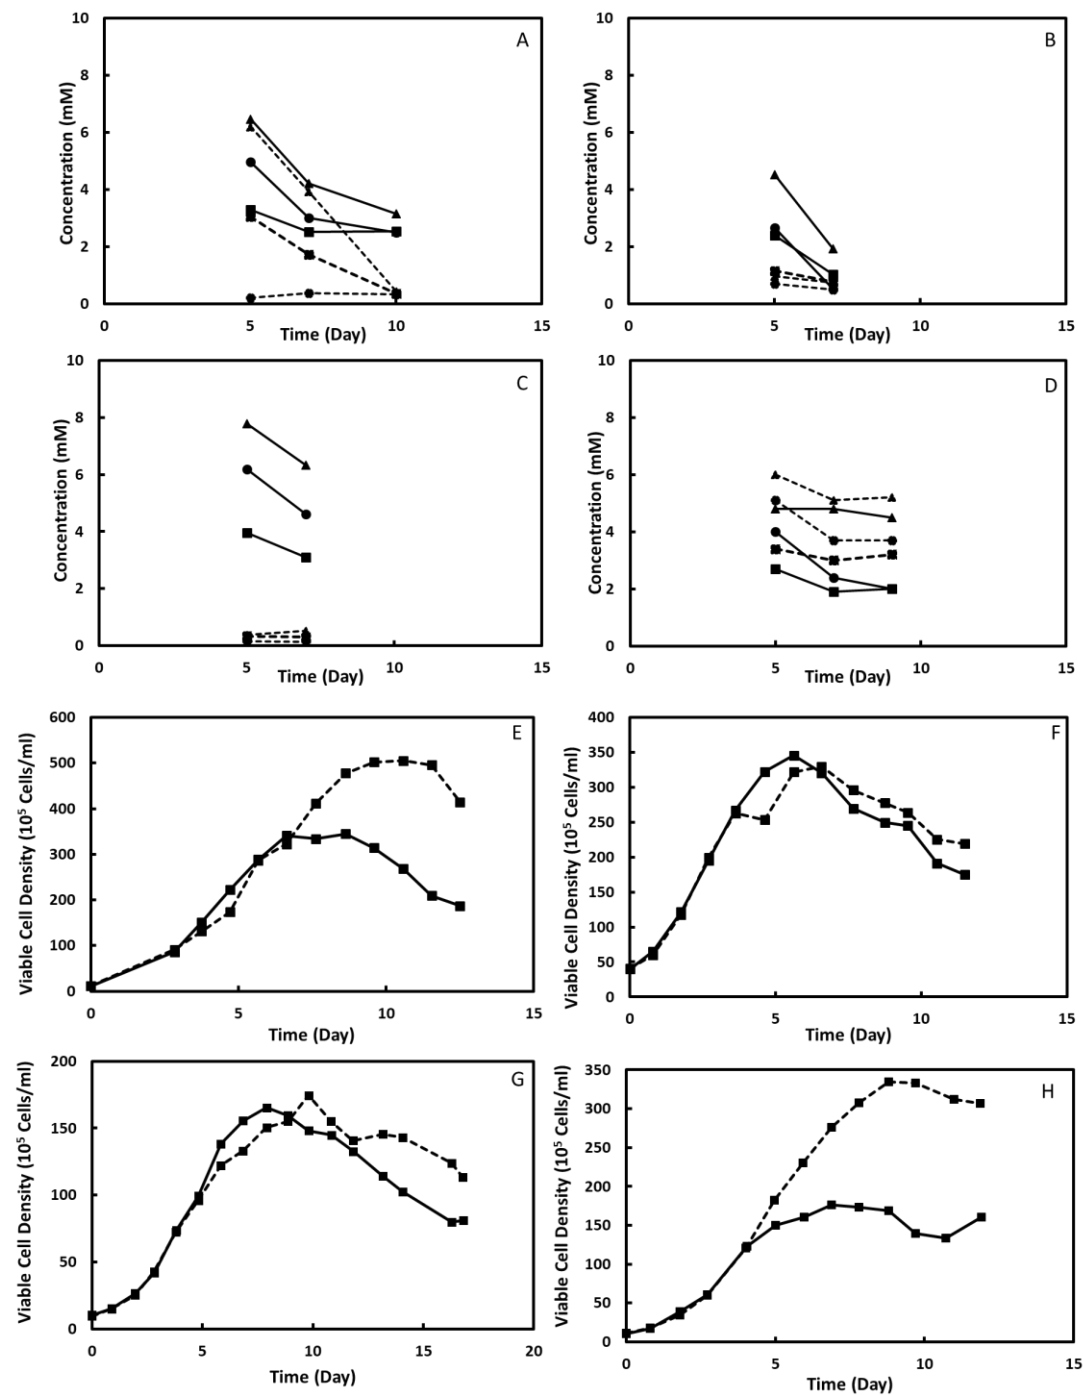 A
Concentration (mM)
10
8
6
4
2
0
0 5 10 15
Time (Day)
B
Concentration (mM)
10
8
6
4
2
0
0 5 10 15
Time (Day)
C
Concentration (mM)
10
8
6
4
2
0
0 5 10 15
Time (Day)
D
Concentration (mM)
10
8
6
4
2
0
0 5 10 15
Time (Day)
E
Viable Cell Density (10⁵ Cells/ml)
600
500
400
300
200
100
0
0 5 10 15
Time (Day)
F
Viable Cell Density (10⁵ Cells/ml)
400
350
300
250
200
150
100
50
0
0 5 10 15
Time (Day)
G
Viable Cell Density (10⁵ Cells/ml)
200
150
100
50
0
0 5 10 15 20
Time (Day)
H
Viable Cell Density (10⁵ Cells/ml)
350
300
250
200
150
100
50
0
0 5 10 15
Time (Day)